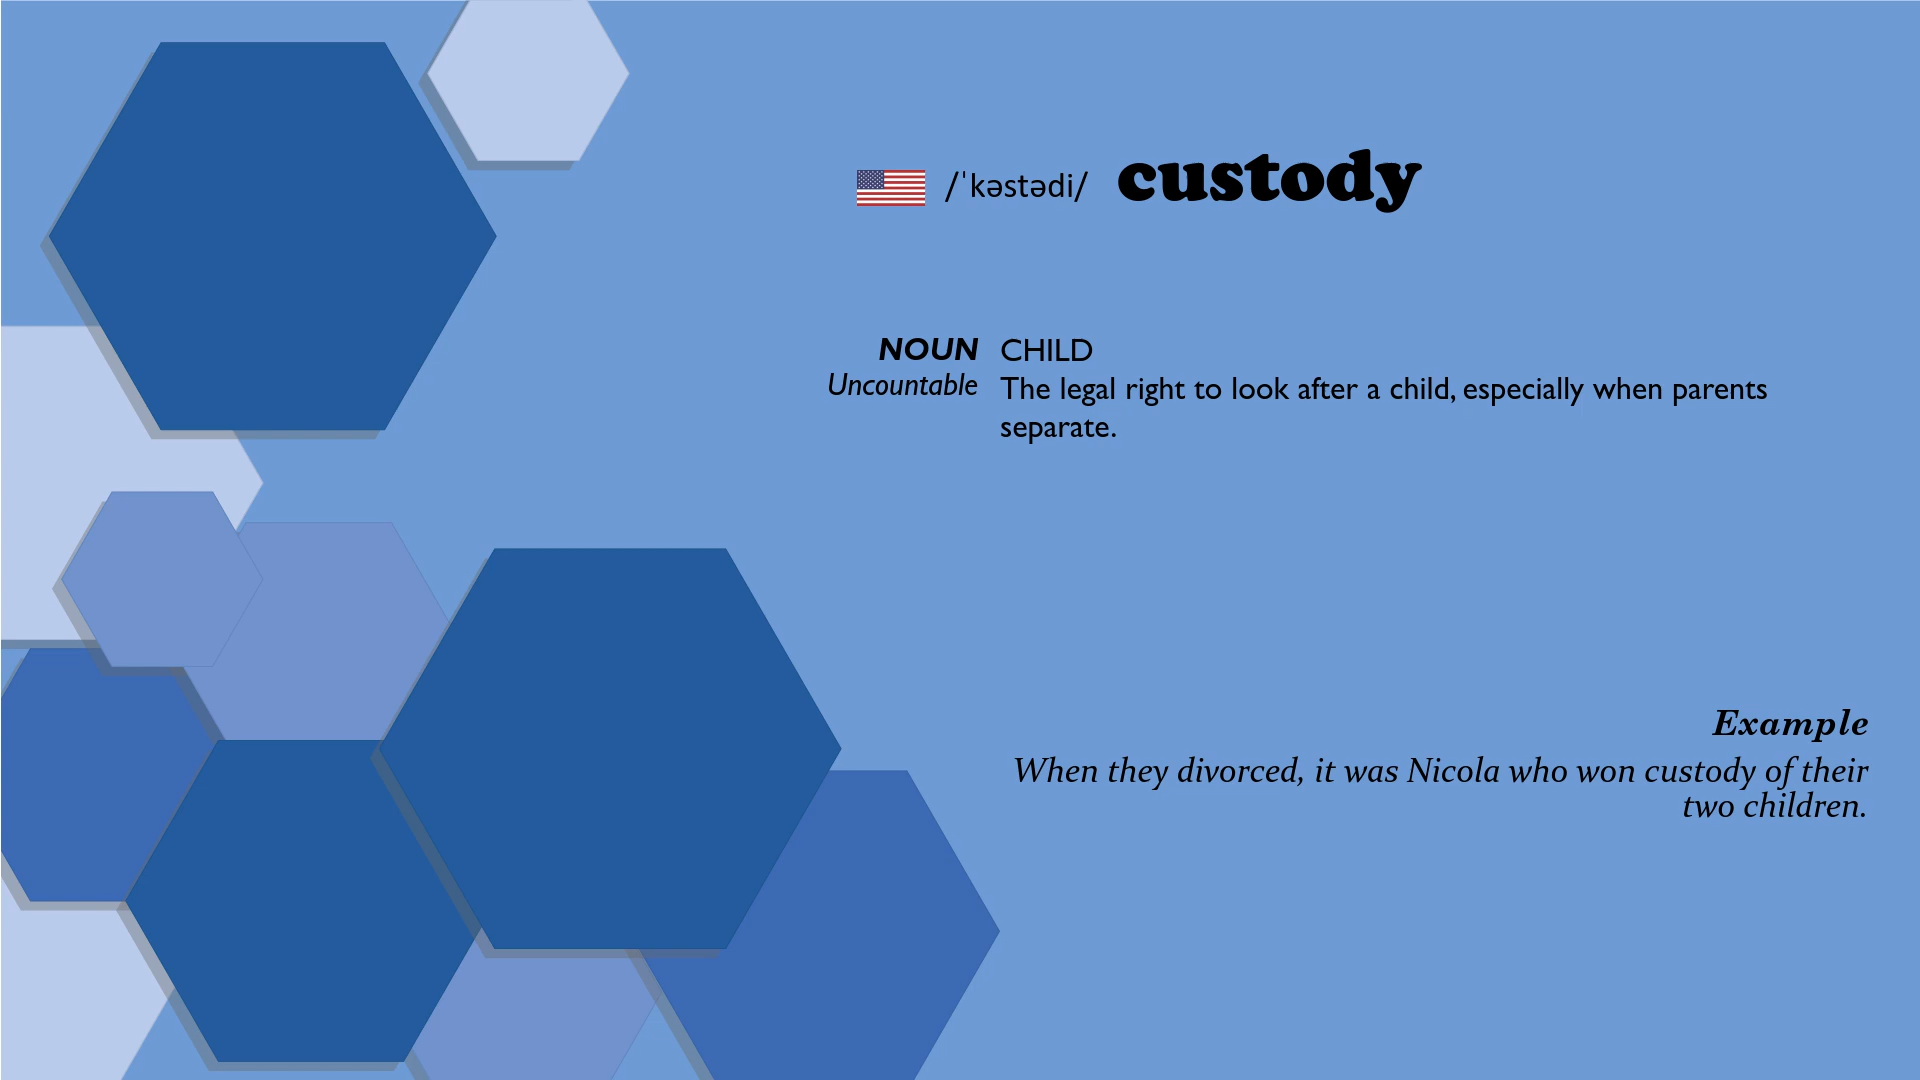 /ˈkəstədi/ custody
NOUN CHILD
Uncountable The legal right to look after a child, especially when parents
separate.
Example
When they divorced, it was Nicola who won custody of their
two children.